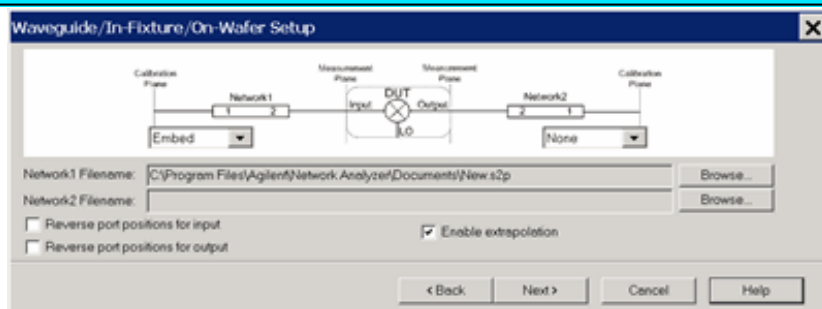 Waveguide/In-Fixture/On-Wafer Setup
Calibration Plane
Measurement Plane
Measurement Plane
Calibration Plane
Network1
1 2
Input
DUT
Output
LO
Network2
2 1
Embed
None
Network1 Filename: C:\Program Files\Agilent\Network Analyzer\Documents\New.s2p Browse...
Network2 Filename: Browse...
Reverse port positions for input
Enable extrapolation
Reverse port positions for output
< Back Next > Cancel Help